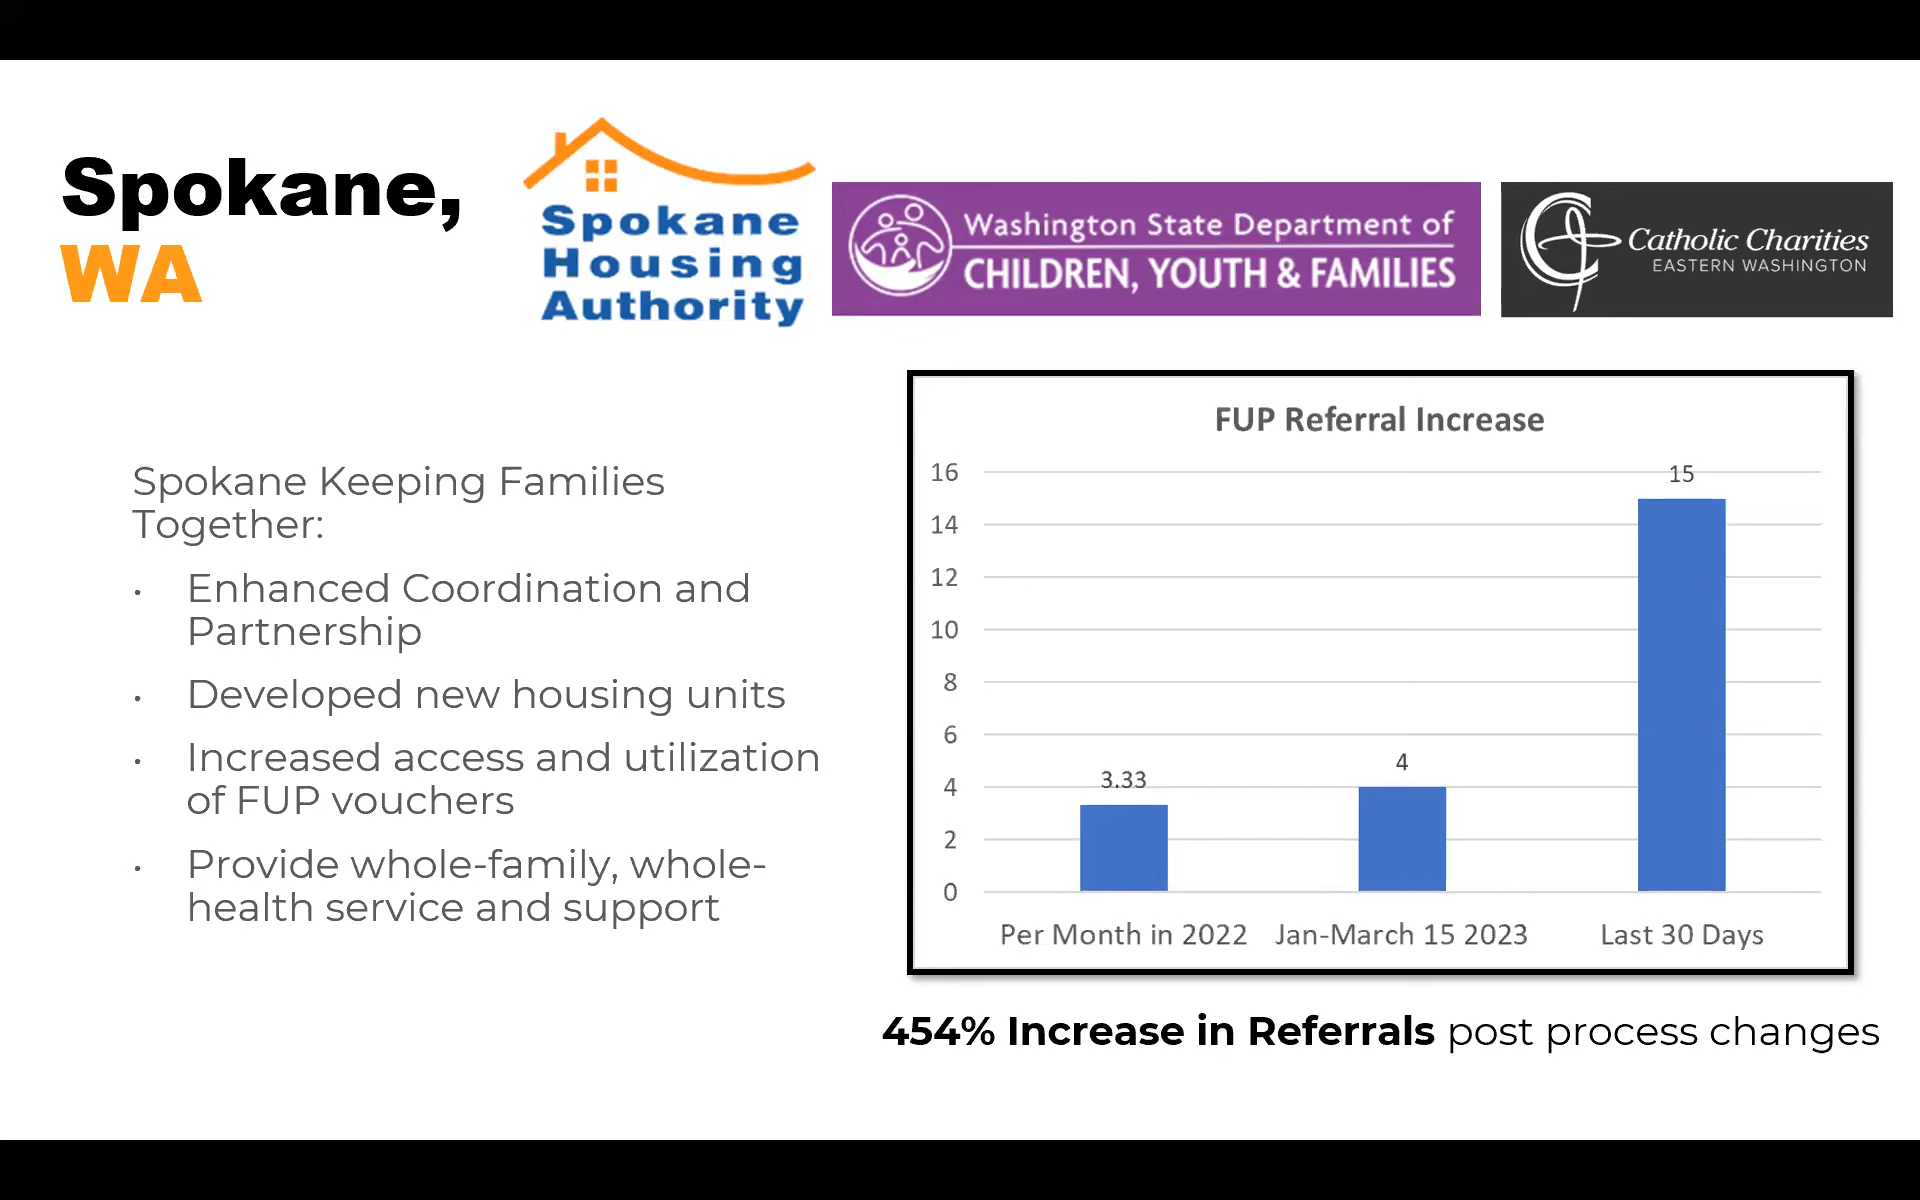 Spokane,
WA
Spokane
Housing
Authority
Washington State Department of
CHILDREN, YOUTH & FAMILIES
Catholic Charities
EASTERN WASHINGTON
Spokane Keeping Families
Together:
• Enhanced Coordination and
Partnership
• Developed new housing units
• Increased access and utilization
of FUP vouchers
• Provide whole-family, whole-
health service and support
FUP Referral Increase
16
14
12
10
8
6
4
2
0
3.33
4
15
Per Month in 2022
Jan-March 15 2023
Last 30 Days
454% Increase in Referrals post process changes